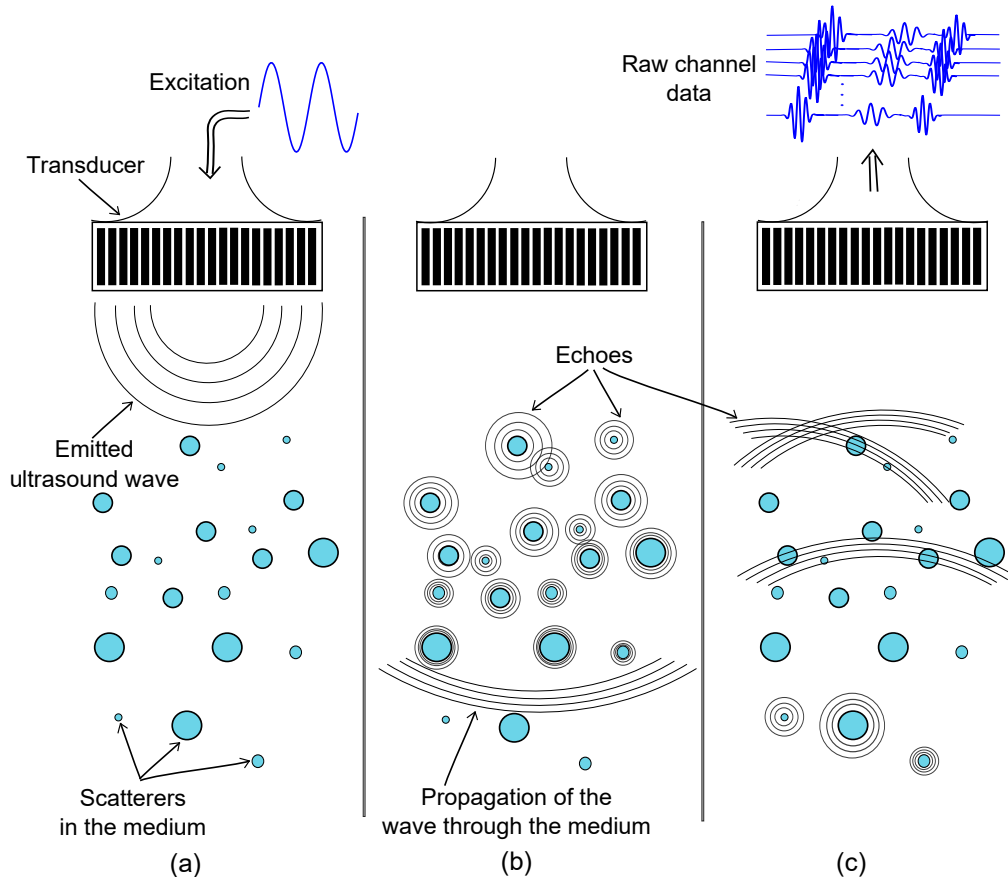 Excitation
Transducer
Emitted
ultrasound wave
Scatterers
in the medium
(a)
Echoes
Propagation of the
wave through the medium
(b)
Raw channel
data
(c)